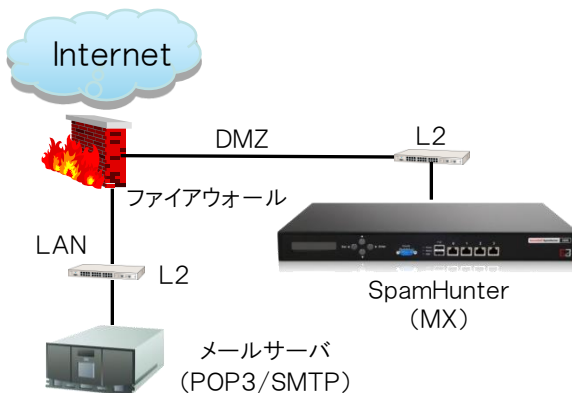 Internet
DMZ
L2
ファイアウォール
LAN
L2
SpamHunter
(MX)
メールサーバ
(POP3/SMTP)